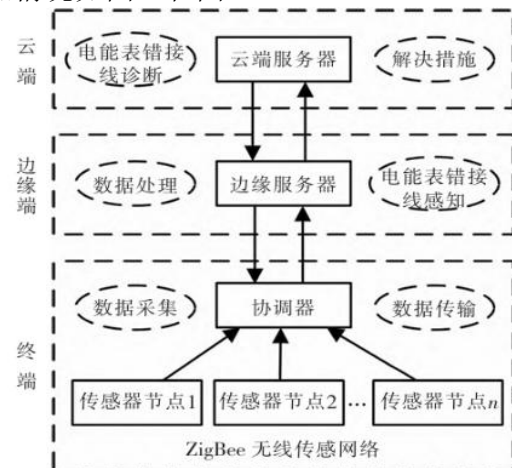 云端
电能表错接
线诊断
云端服务器
解决措施
边缘端
数据处理
边缘服务器
电能表错接
线感知
终端
数据采集
协调器
数据传输
传感器节点1
传感器节点2
…
传感器节点n
ZigBee 无线传感网络